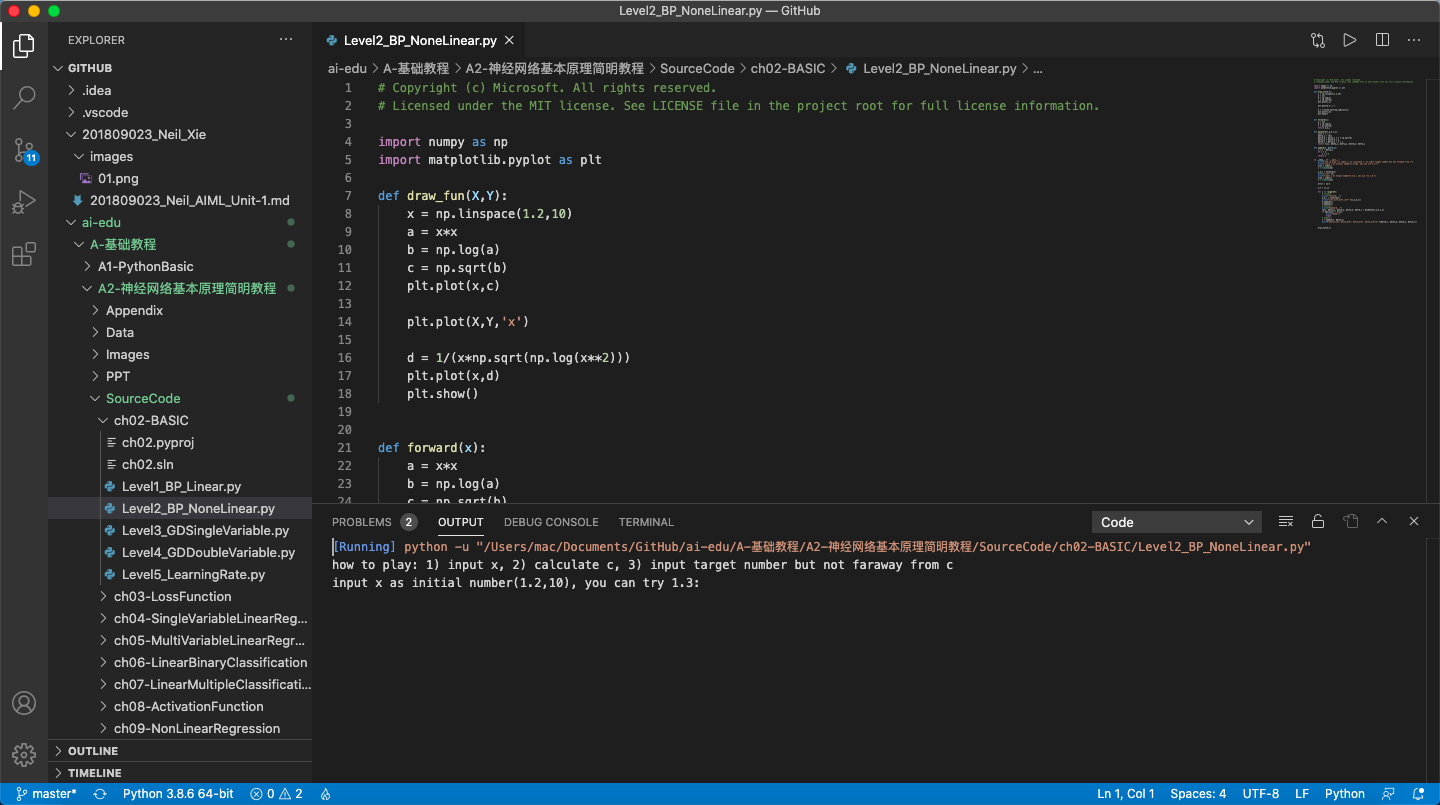 Level2_BP_NoneLinear.py — GitHub
EXPLORER
GITHUB
.idea
.vscode
201809023_Neil_Xie
images
01.png
201809023_Neil_AIML_Unit-1.md
ai-edu
A-基础教程
A1-PythonBasic
A2-神经网络基本原理简明教程
Appendix
Data
Images
PPT
SourceCode
ch02-BASIC
ch02.pyproj
ch02.sln
Level1_BP_Linear.py
Level2_BP_NoneLinear.py
Level3_GDSingleVariable.py
Level4_GDDoubleVariable.py
Level5_LearningRate.py
ch03-LossFunction
ch04-SingleVariableLinearReg...
ch05-MultiVariableLinearRegr...
ch06-LinearBinaryClassification
ch07-LinearMultipleClassificati...
ch08-ActivationFunction
ch09-NonLinearRegression
OUTLINE
TIMELINE
11
Level2_BP_NoneLinear.py
ai-edu > A-基础教程 > A2-神经网络基本原理简明教程 > SourceCode > ch02-BASIC > Level2_BP_NoneLinear.py > ...
1 # Copyright (c) Microsoft. All rights reserved.
2 # Licensed under the MIT license. See LICENSE file in the project root for full license information.
3
4 import numpy as np
5 import matplotlib.pyplot as plt
6
7 def draw_fun(X,Y):
8 x = np.linspace(1.2,10)
9 a = x*x
10 b = np.log(a)
11 c = np.sqrt(b)
12 plt.plot(x,c)
13
14 plt.plot(X,Y,'x')
15
16 d = 1/(x*np.sqrt(np.log(x**2)))
17 plt.plot(x,d)
18 plt.show()
19
20
21 def forward(x):
22 a = x*x
23 b = np.log(a)
24 c = np.sqrt(b)
PROBLEMS 2 OUTPUT DEBUG CONSOLE TERMINAL Code
[Running] python -u "/Users/mac/Documents/GitHub/ai-edu/A-基础教程/A2-神经网络基本原理简明教程/SourceCode/ch02-BASIC/Level2_BP_NoneLinear.py"
how to play: 1) input x, 2) calculate c, 3) input target number but not faraway from c
input x as initial number(1.2,10), you can try 1.3:
master* Python 3.8.6 64-bit 0 2 Ln 1, Col 1 Spaces: 4 UTF-8 LF Python